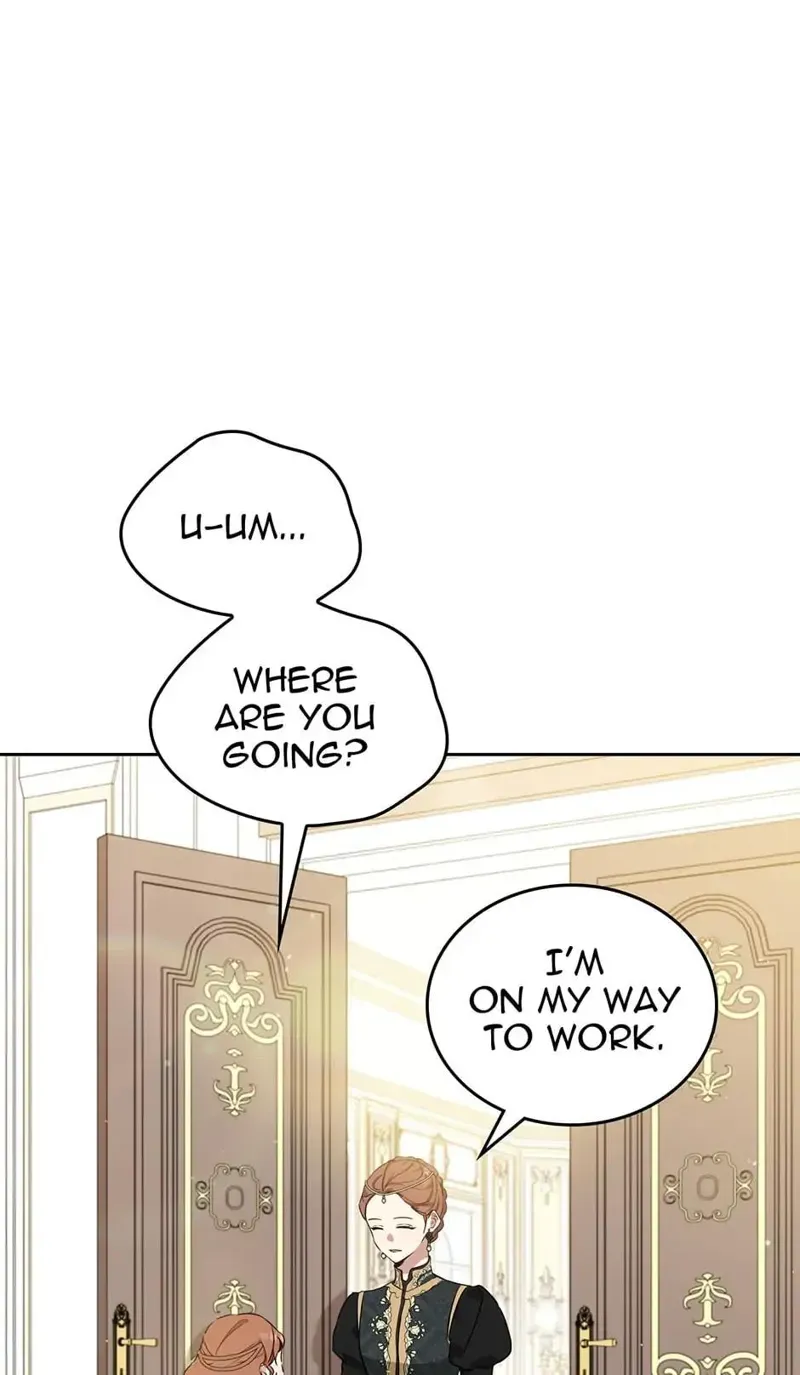 U-UM...
WHERE
ARE YOU
GOING?
I'M
ON MY WAY
TO WORK.